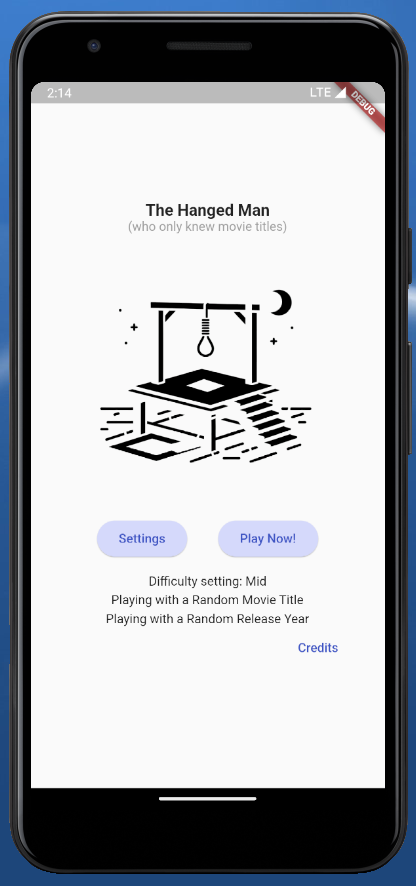 2:14
LTE
DEBUG
The Hanged Man
(who only knew movie titles)
Settings
Play Now!
Difficulty setting: Mid
Playing with a Random Movie Title
Playing with a Random Release Year
Credits